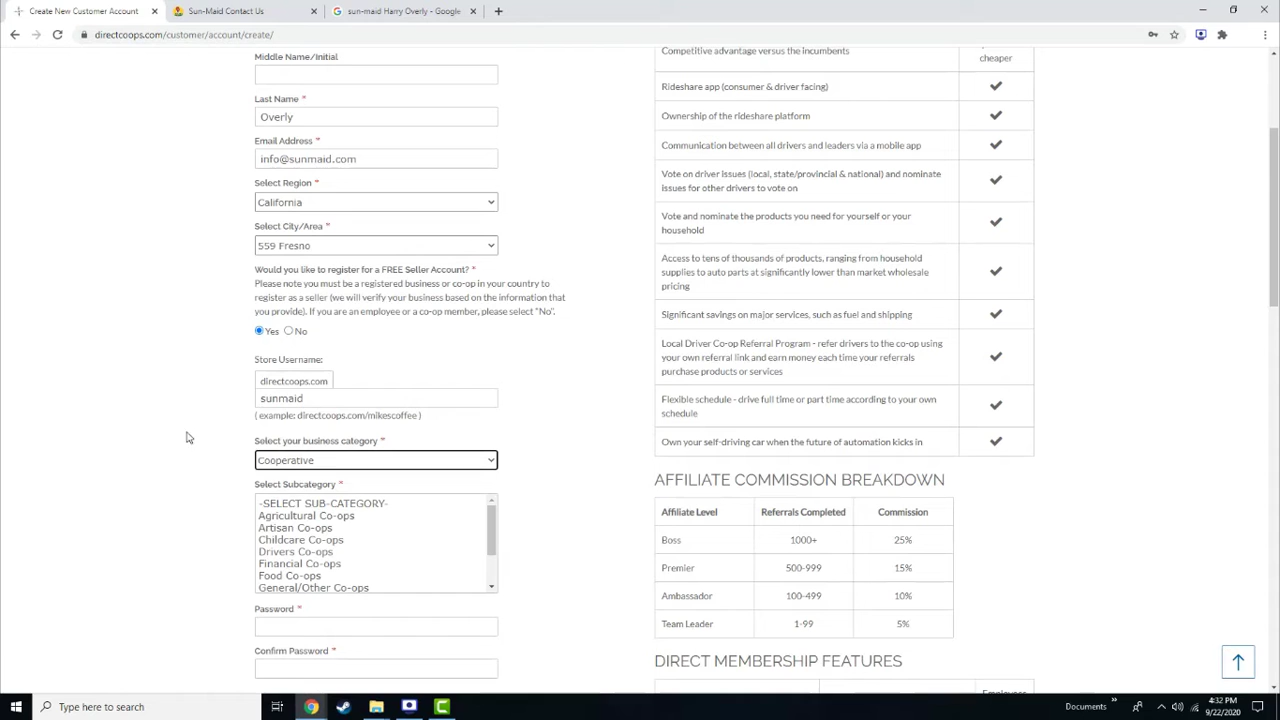 Create New Customer Account
Sun-Maid Contact Us
sun-maid Harry Overly - Google
directcoops.com/customer/account/create/
Middle Name/Initial
Last Name *
Overly
Email Address *
info@sunmaid.com
Select Region *
California
Select City/Area *
559 Fresno
Would you like to register for a FREE Seller Account? *
Please note you must be a registered business or co-op in your country to
register as a seller (we will verify your business based on the information that
you provide). If you are an employee or a co-op member, please select "No".
Yes No
Store Username:
directcoops.com
sunmaid
( example: directcoops.com/mikescoffee )
Select your business category *
Cooperative
Select Subcategory *
-SELECT SUB-CATEGORY-
Agricultural Co-ops
Artisan Co-ops
Childcare Co-ops
Drivers Co-ops
Financial Co-ops
Food Co-ops
General/Other Co-ops
Password *
Confirm Password *
Competitive advantage versus the incumbents
cheaper
Rideshare app (consumer & driver facing)
Ownership of the rideshare platform
Communication between all drivers and leaders via a mobile app
Vote on driver issues (local, state/provincial & national) and nominate
issues for other drivers to vote on
Vote and nominate the products you need for yourself or your
household
Access to tens of thousands of products, ranging from household
supplies to auto parts at significantly lower than market wholesale
pricing
Significant savings on major services, such as fuel and shipping
Local Driver Co-op Referral Program - refer drivers to the co-op using
your own referral link and earn money each time your referrals
purchase products or services
Flexible schedule - drive full time or part time according to your own
schedule
Own your self-driving car when the future of automation kicks in
AFFILIATE COMMISSION BREAKDOWN
Affiliate Level Referrals Completed Commission
Boss 1000+ 25%
Premier 500-999 15%
Ambassador 100-499 10%
Team Leader 1-99 5%
DIRECT MEMBERSHIP FEATURES
Type here to search
Documents
4:32 PM
9/22/2020